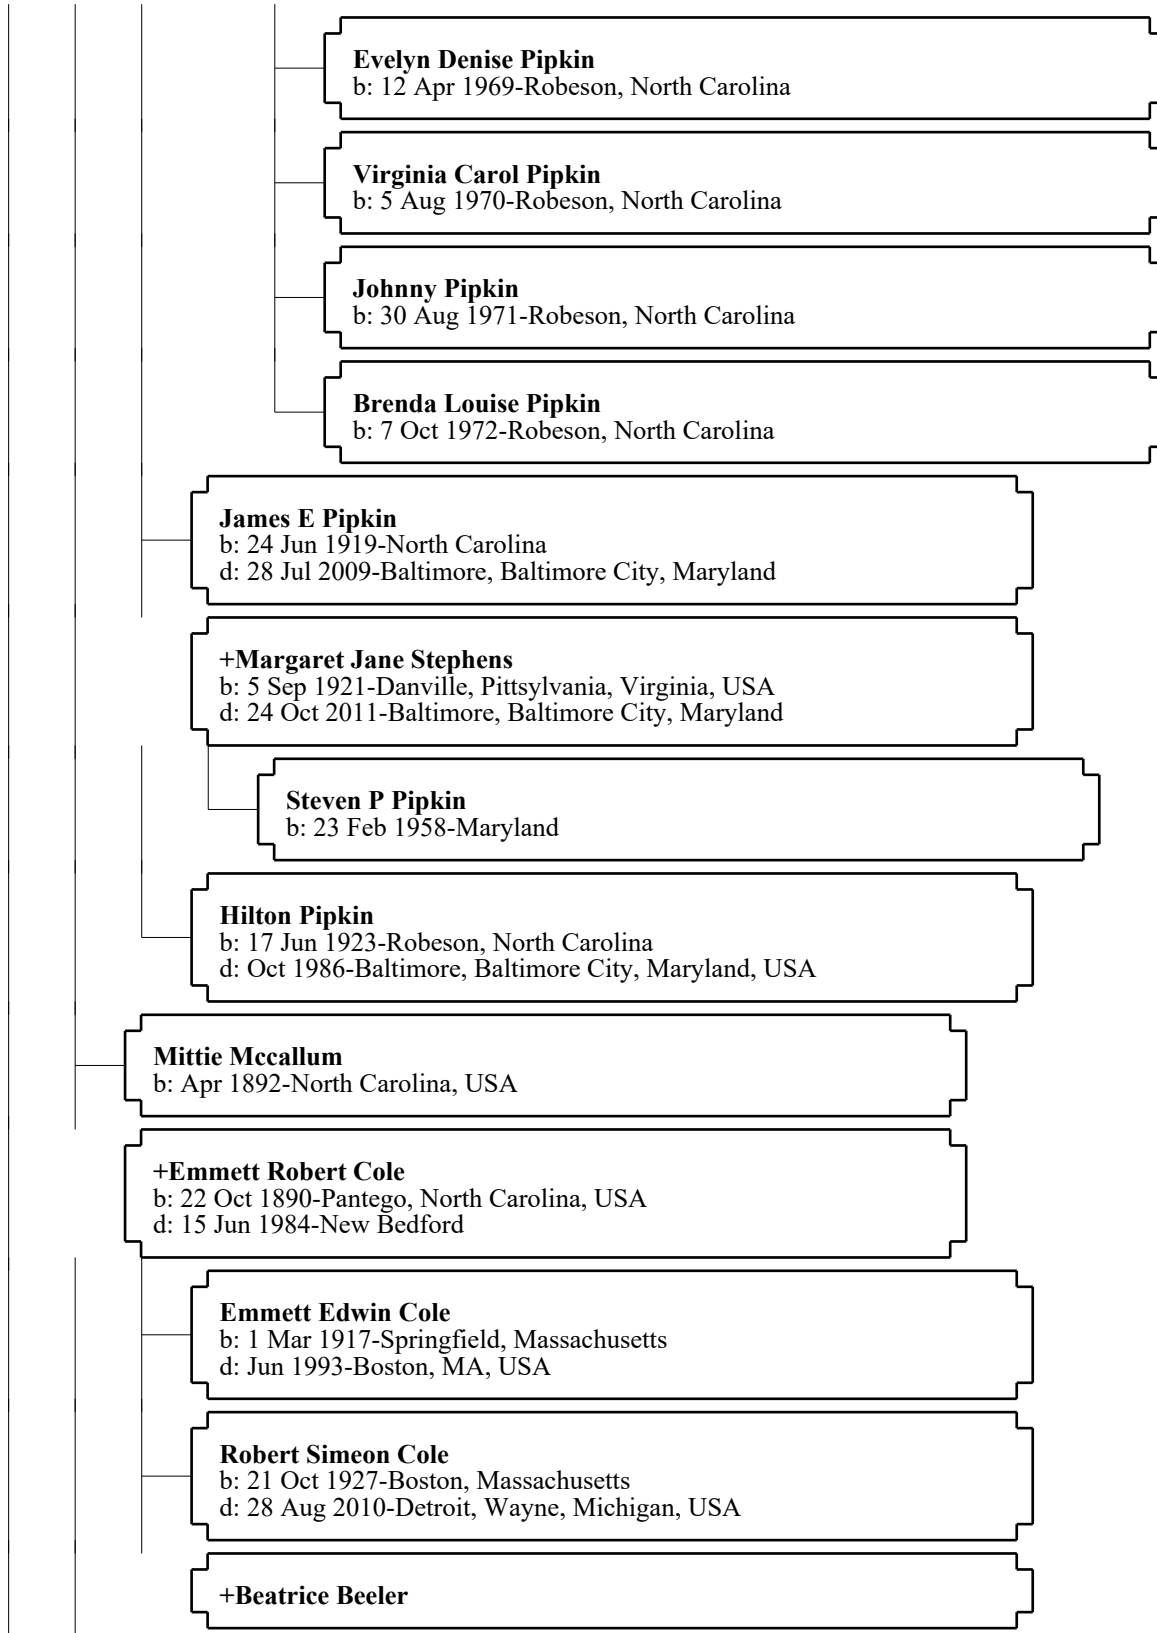 Evelyn Denise Pipkin
b: 12 Apr 1969-Robeson, North Carolina
Virginia Carol Pipkin
b: 5 Aug 1970-Robeson, North Carolina
Johnny Pipkin
b: 30 Aug 1971-Robeson, North Carolina
Brenda Louise Pipkin
b: 7 Oct 1972-Robeson, North Carolina
James E Pipkin
b: 24 Jun 1919-North Carolina
d: 28 Jul 2009-Baltimore, Baltimore City, Maryland
+Margaret Jane Stephens
b: 5 Sep 1921-Danville, Pittsylvania, Virginia, USA
d: 24 Oct 2011-Baltimore, Baltimore City, Maryland
Steven P Pipkin
b: 23 Feb 1958-Maryland
Hilton Pipkin
b: 17 Jun 1923-Robeson, North Carolina
d: Oct 1986-Baltimore, Baltimore City, Maryland, USA
Mittie Mccallum
b: Apr 1892-North Carolina, USA
+Emmett Robert Cole
b: 22 Oct 1890-Pantego, North Carolina, USA
d: 15 Jun 1984-New Bedford
Emmett Edwin Cole
b: 1 Mar 1917-Springfield, Massachusetts
d: Jun 1993-Boston, MA, USA
Robert Simeon Cole
b: 21 Oct 1927-Boston, Massachusetts
d: 28 Aug 2010-Detroit, Wayne, Michigan, USA
+Beatrice Beeler